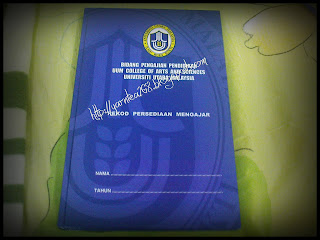 BIDANG PENGAJIAN PENDIDIKAN
UUM COLLEGE OF ARTS AND SCIENCES
UNIVERSITI UTARA MALAYSIA
REKOD PERSEDIAAN MENGAJAR
NAMA
TAHUN